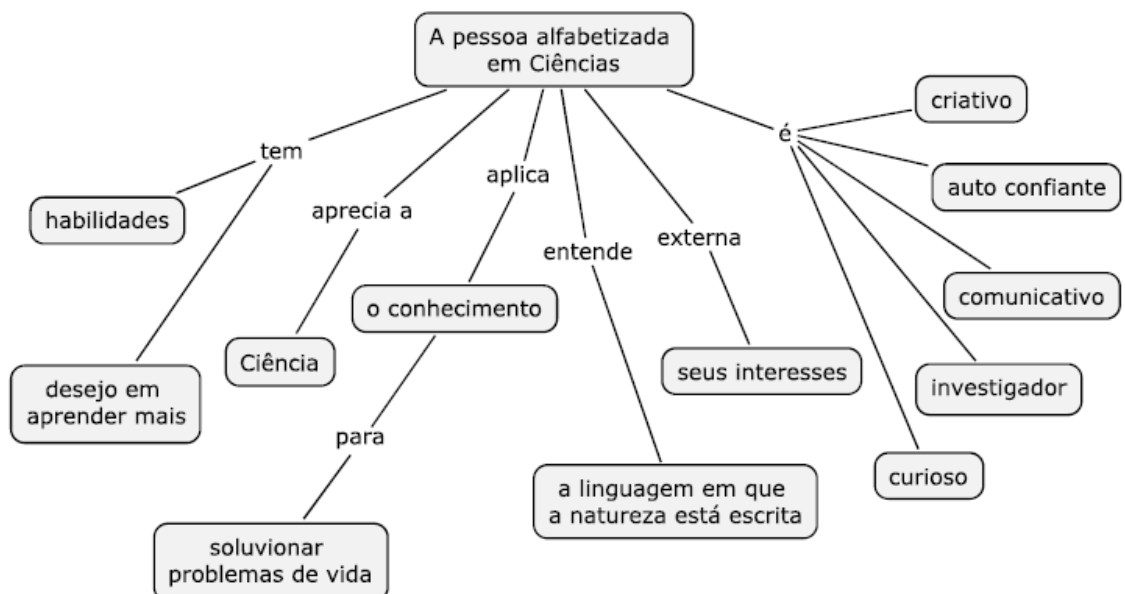 A pessoa alfabetizada
em Ciências
tem
habilidades
desejo em
aprender mais
aprecia a
Ciência
aplica
o conhecimento
para
soluvionar
problemas de vida
entende
a linguagem em que
a natureza está escrita
externa
seus interesses
é
criativo
auto confiante
comunicativo
investigador
curioso